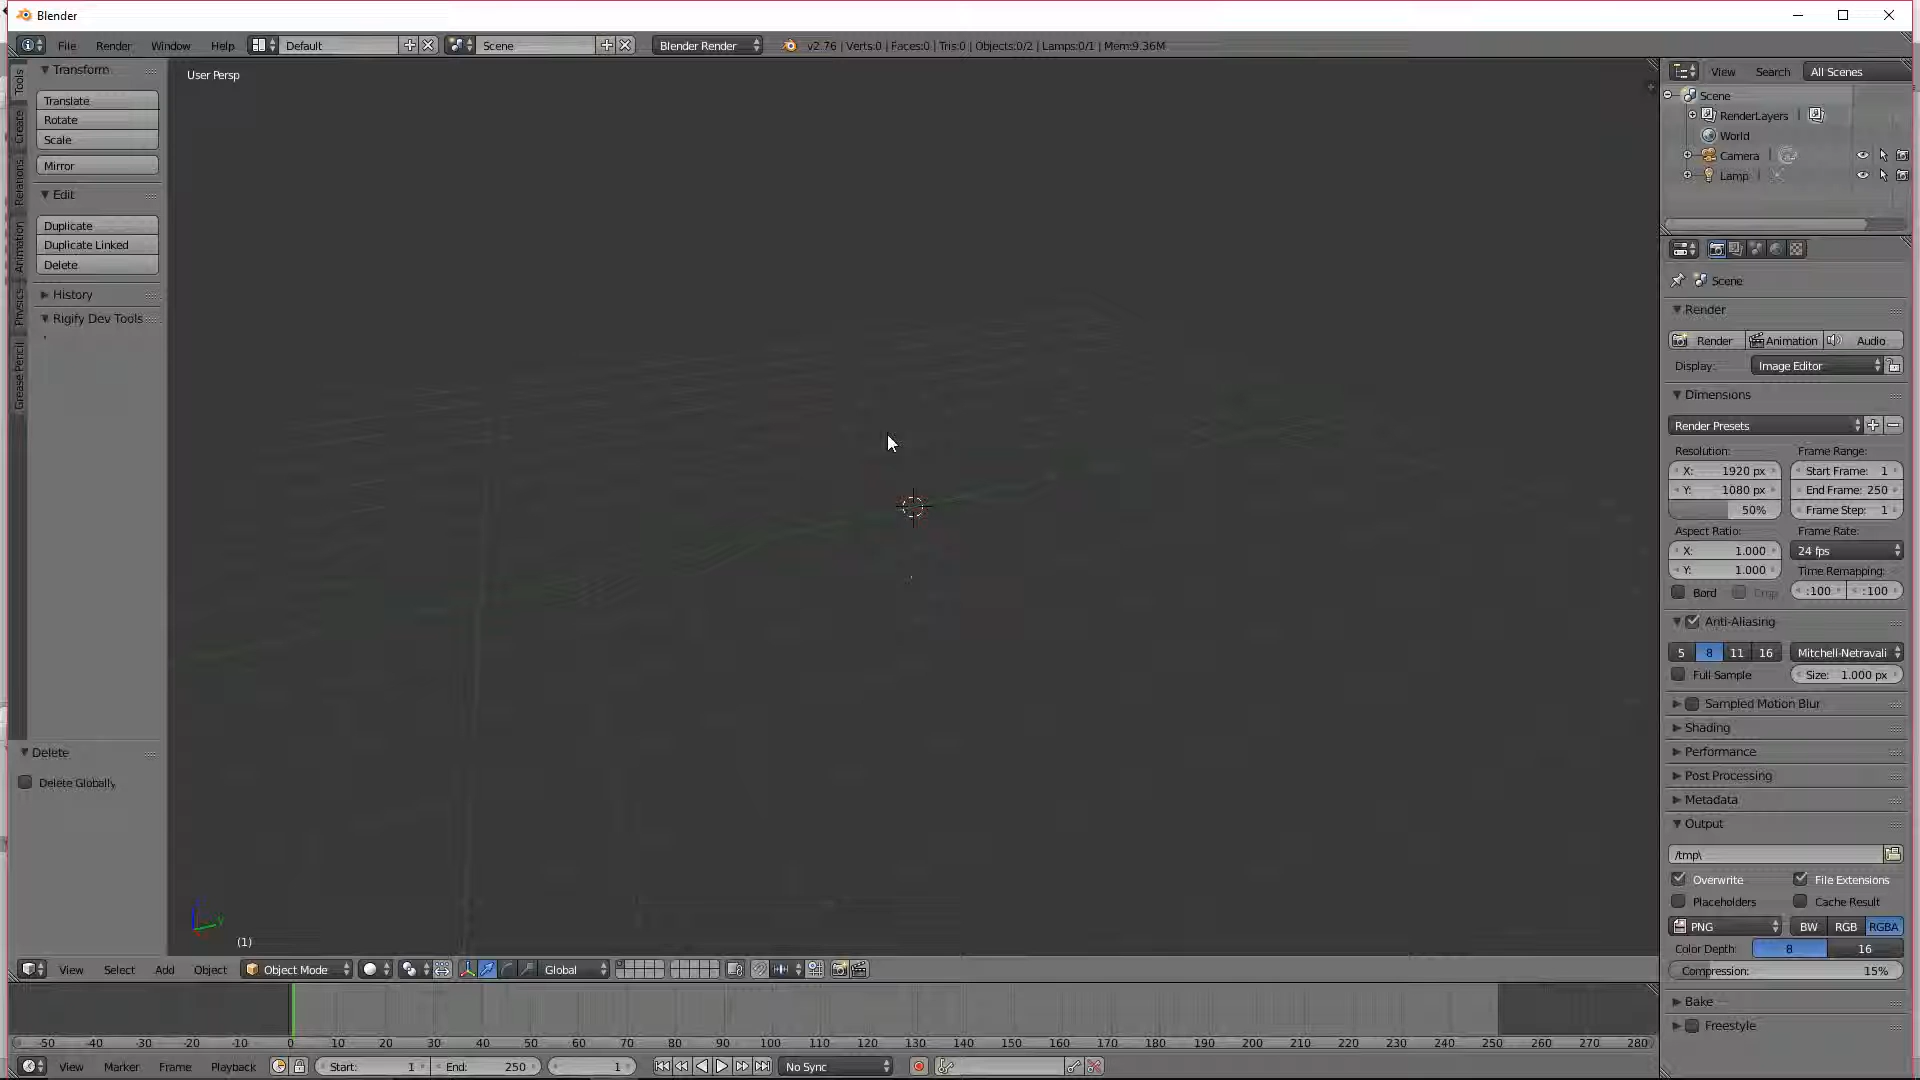 Blender
File Render Window Help Default Scene Blender Render v2.76 | Verts:0 | Faces:0 | Tris:0 | Objects:0/2 | Lamps:0/1 | Mem:9.36M
Tools
Create
Relations
Animation
Physics
Grease Pencil
Transform
Translate
Rotate
Scale
Mirror
Edit
Duplicate
Duplicate Linked
Delete
History
Rigify Dev Tools
Delete
Delete Globally
User Persp
(1)
View Select Add Object Object Mode Global
-50 -40 -30 -20 -10 0 10 20 30 40 50 60 70 80 90 100 110 120 130 140 150 160 170 180 190 200 210 220 230 240 250 260 270 280
View Marker Frame Playback Start: 1 End: 250 1 No Sync
View Search All Scenes
Scene
RenderLayers
World
Camera
Lamp
Scene
Render
Render Animation Audio
Display: Image Editor
Dimensions
Render Presets
Resolution: Frame Range:
X: 1920 px Start Frame: 1
Y: 1080 px End Frame: 250
50% Frame Step: 1
Aspect Ratio: Frame Rate:
X: 1.000 24 fps
Y: 1.000 Time Remapping:
Bord Crop :100 :100
Anti-Aliasing
5 8 11 16 Mitchell-Netravali
Full Sample Size: 1.000 px
Sampled Motion Blur
Shading
Performance
Post Processing
Metadata
Output
/tmp\
Overwrite File Extensions
Placeholders Cache Result
PNG BW RGB RGBA
Color Depth: 8 16
Compression: 15%
Bake
Freestyle